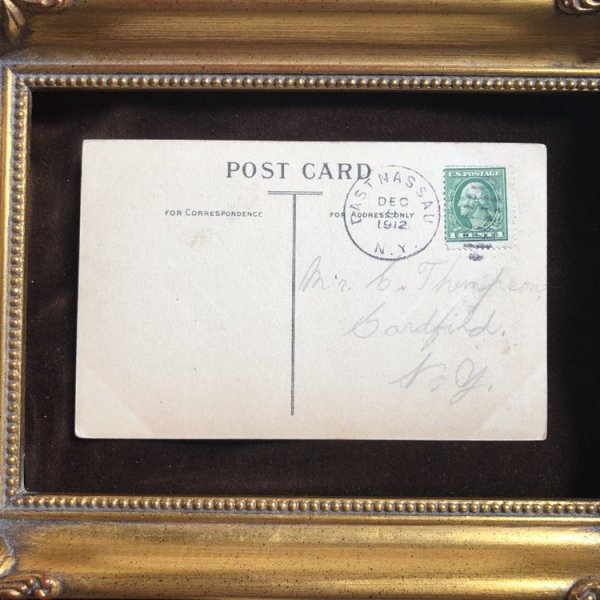 POST CARD
FOR CORRESPONDENCE
FOR ADDRESS ONLY
EAST NASSAU
DEC
1912
N.Y.
U.S. POSTAGE
1 CENT 1
Mr. C. Thompson
Cardfild.
N.Y.